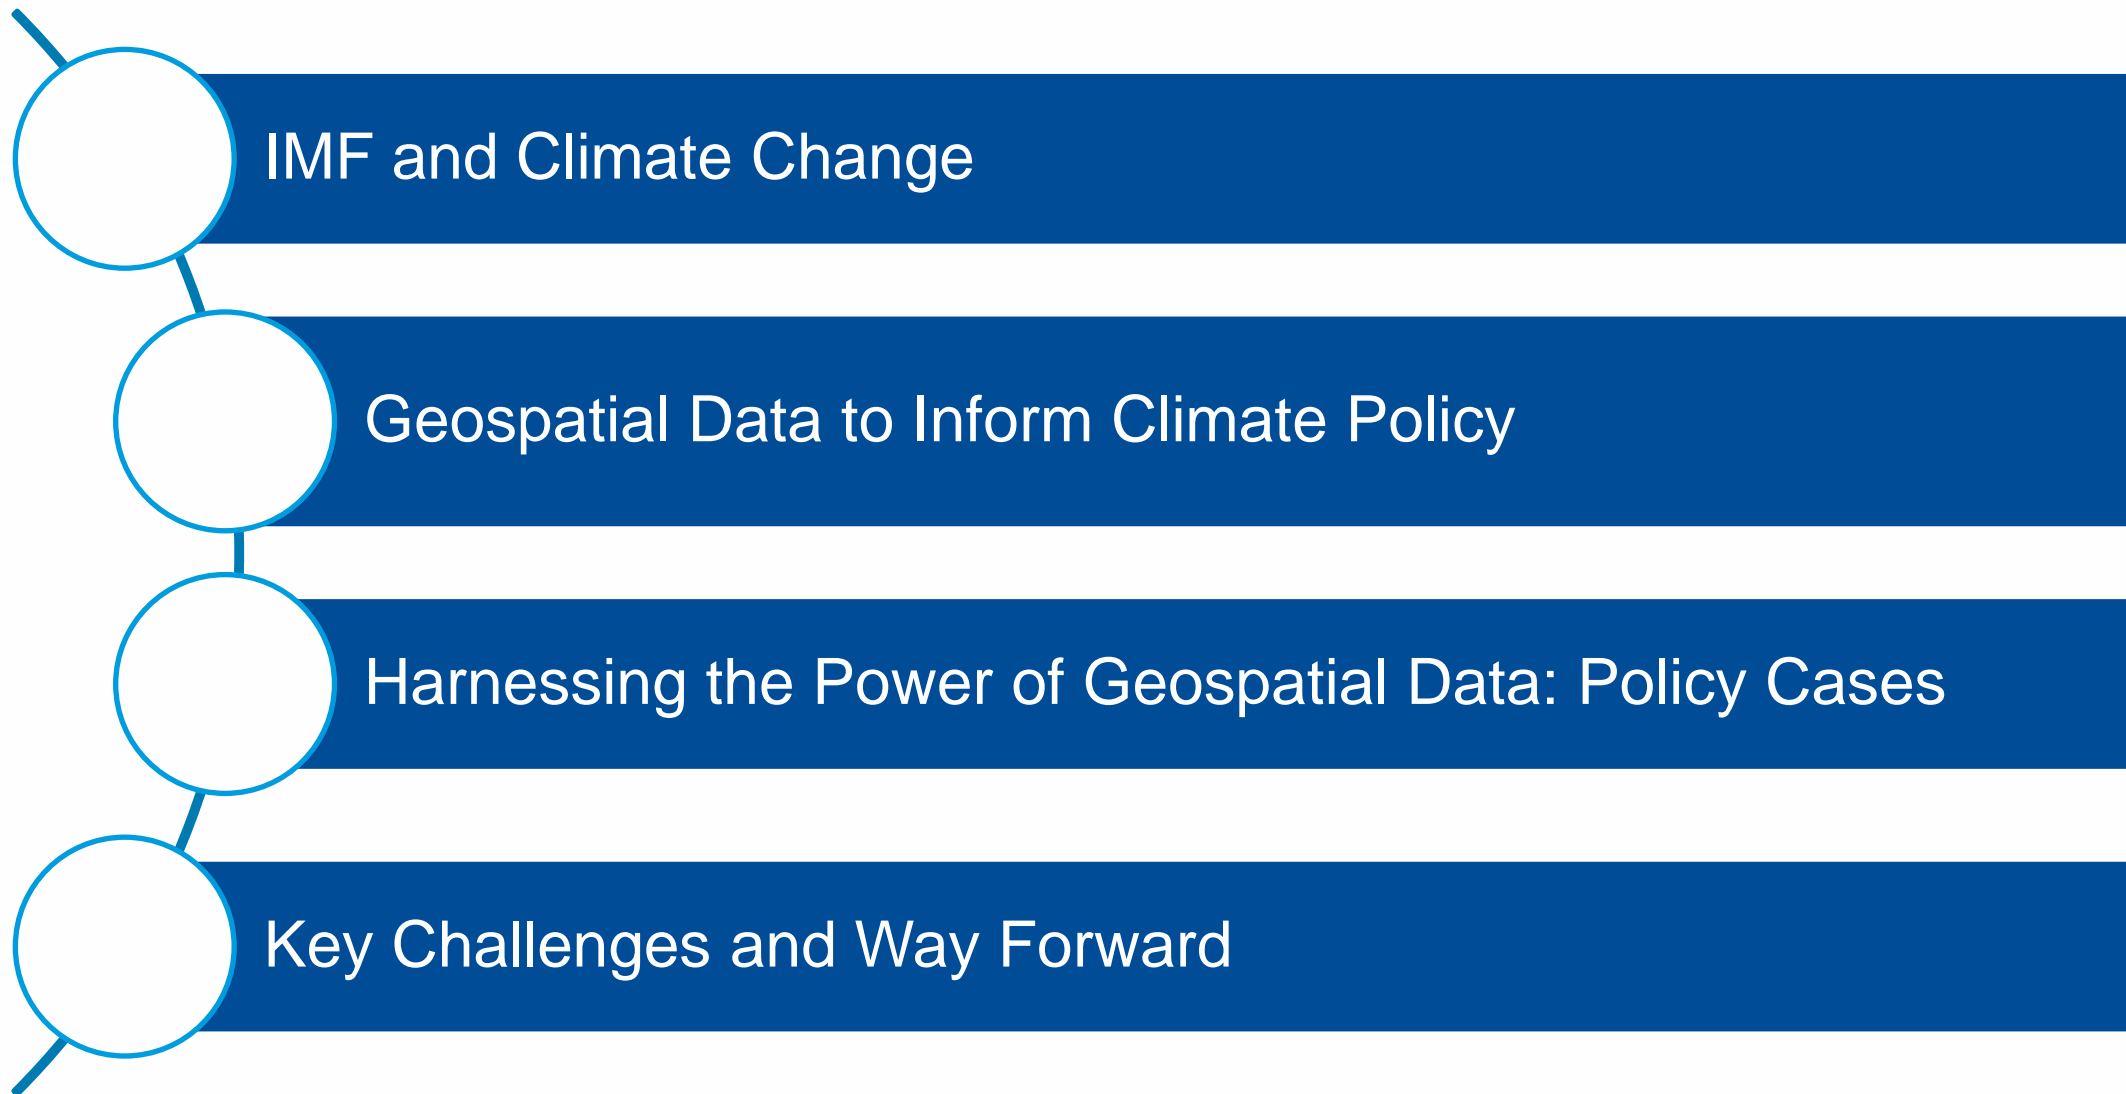 IMF and Climate Change
Geospatial Data to Inform Climate Policy
Harnessing the Power of Geospatial Data: Policy Cases
Key Challenges and Way Forward